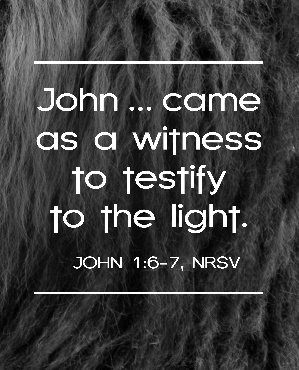 John ... came
as a witness
to testify
to the light.
JOHN 1:6-7, NRSV